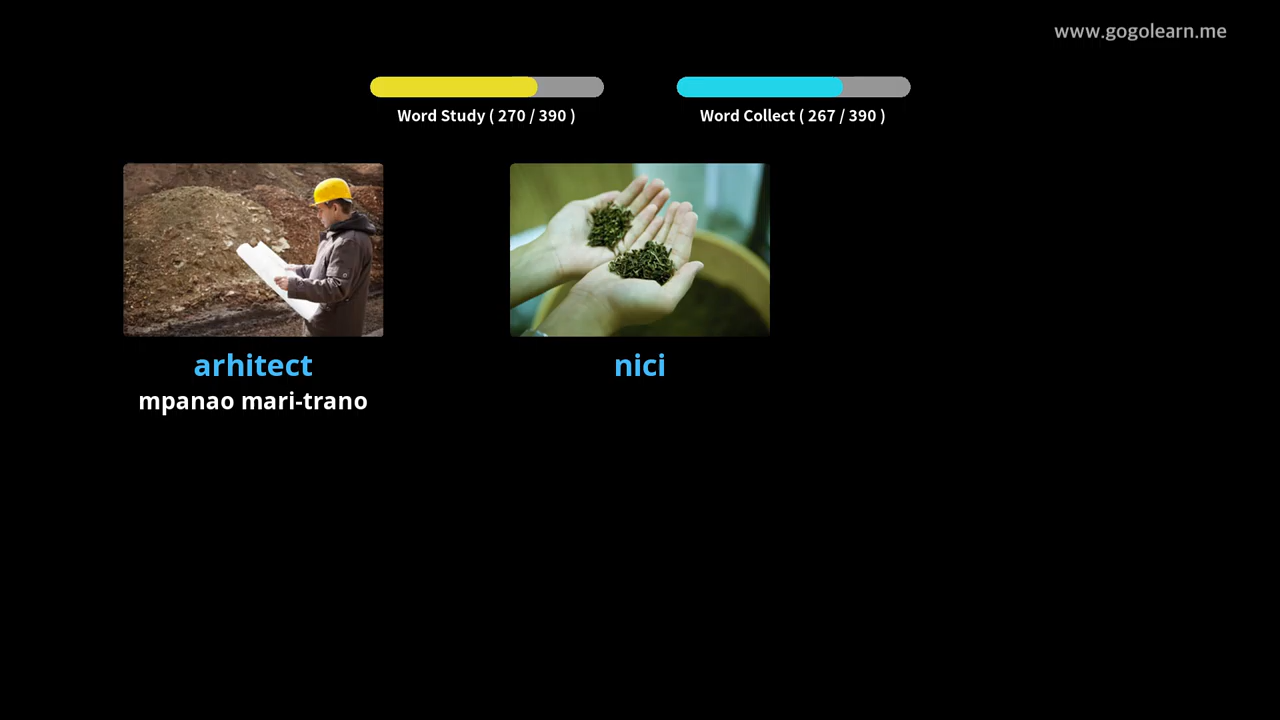 www.gogolearn.me
Word Study ( 270 / 390 )
Word Collect ( 267 / 390 )
arhitect
mpanao mari-trano
nici